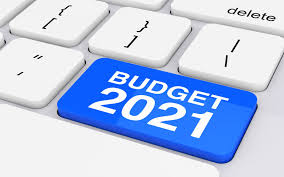 delete
{ }
[ ]
BUDGET
2021